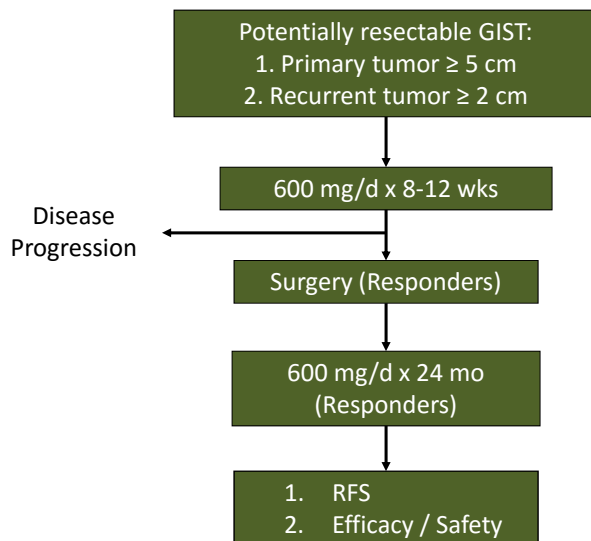 Potentially resectable GIST:
1. Primary tumor ≥ 5 cm
2. Recurrent tumor ≥ 2 cm
600 mg/d x 8-12 wks
Disease
Progression
Surgery (Responders)
600 mg/d x 24 mo
(Responders)
1. RFS
2. Efficacy / Safety